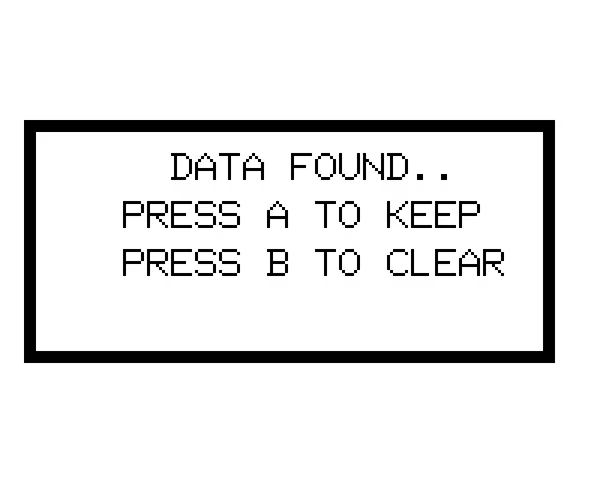 DATA FOUND..
PRESS A TO KEEP
PRESS B TO CLEAR